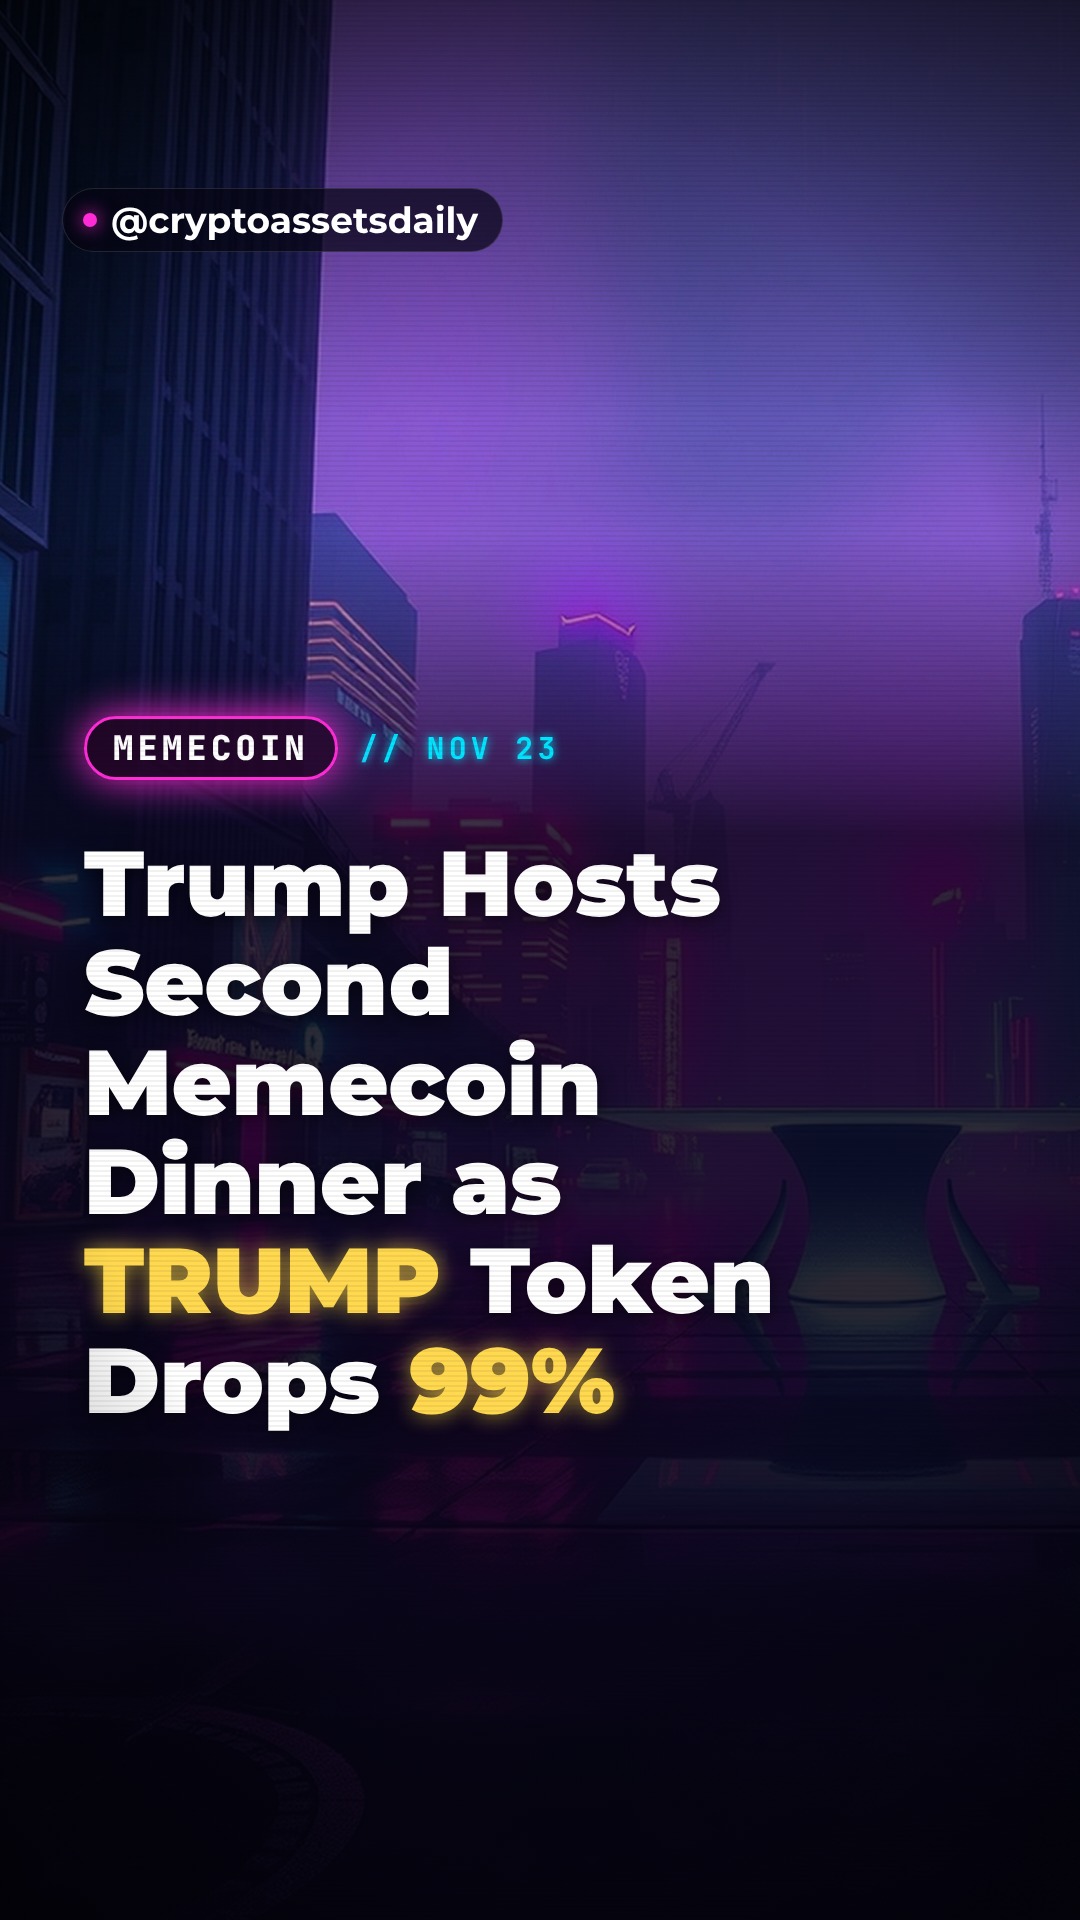 @cryptoassetsdaily
MEMECOIN // NOV 23
Trump Hosts
Second
Memecoin
Dinner as
TRUMP Token
Drops 99%